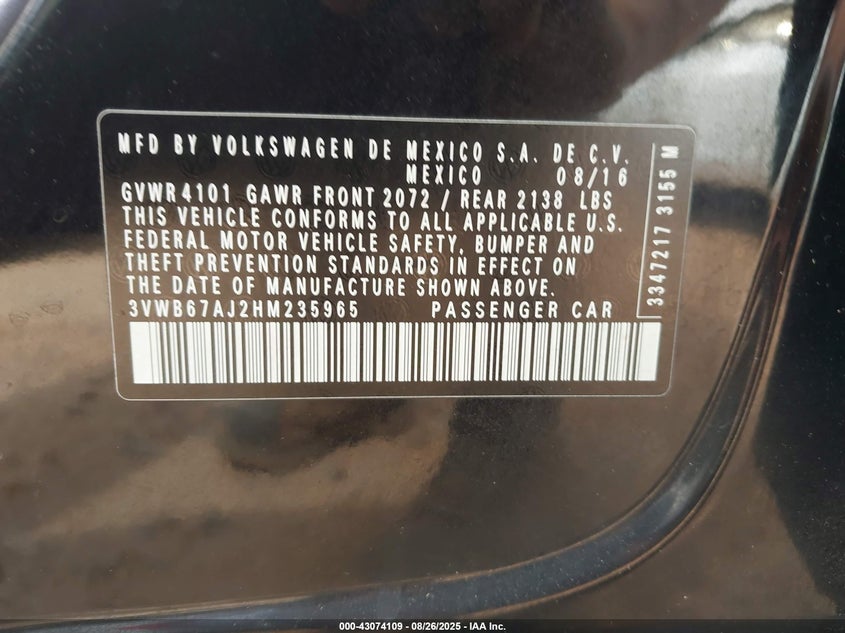 MFD BY VOLKSWAGEN DE MEXICO S.A. DE C.V.
MEXICO 08/16
GVWR 4101 GAWR FRONT 2072 / REAR 2138 LBS
THIS VEHICLE CONFORMS TO ALL APPLICABLE U.S.
FEDERAL MOTOR VEHICLE SAFETY, BUMPER AND
THEFT PREVENTION STANDARDS IN EFFECT ON
THE DATE OF MANUFACTURE SHOWN ABOVE.
3VWB67AJ2HM235965 PASSENGER CAR
3347217 3155 M
000-43074109 - 08/26/2025 - IAA Inc.